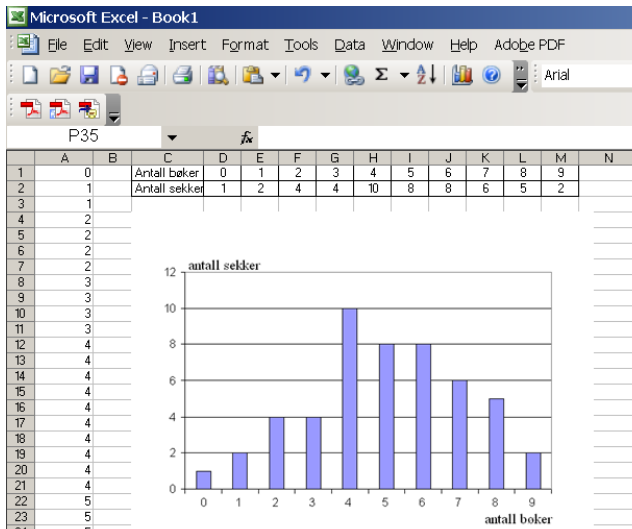 Microsoft Excel - Book1
File Edit View Insert Format Tools Data Window Help Adobe PDF
Σ Arial
P35 fx
A B C D E F G H I J K L M N
1 0 Antall bøker 0 1 2 3 4 5 6 7 8 9
2 1 Antall sekker 1 2 4 4 10 8 8 6 5 2
3 1
4 2
5 2
6 2
7 2
8 3
9 3
10 3
11 3
12 4
13 4
14 4
15 4
16 4
17 4
18 4
19 4
20 4
21 4
22 5
23 5
antall sekker
12
10
8
6
4
2
0
0 1 2 3 4 5 6 7 8 9
antall boker